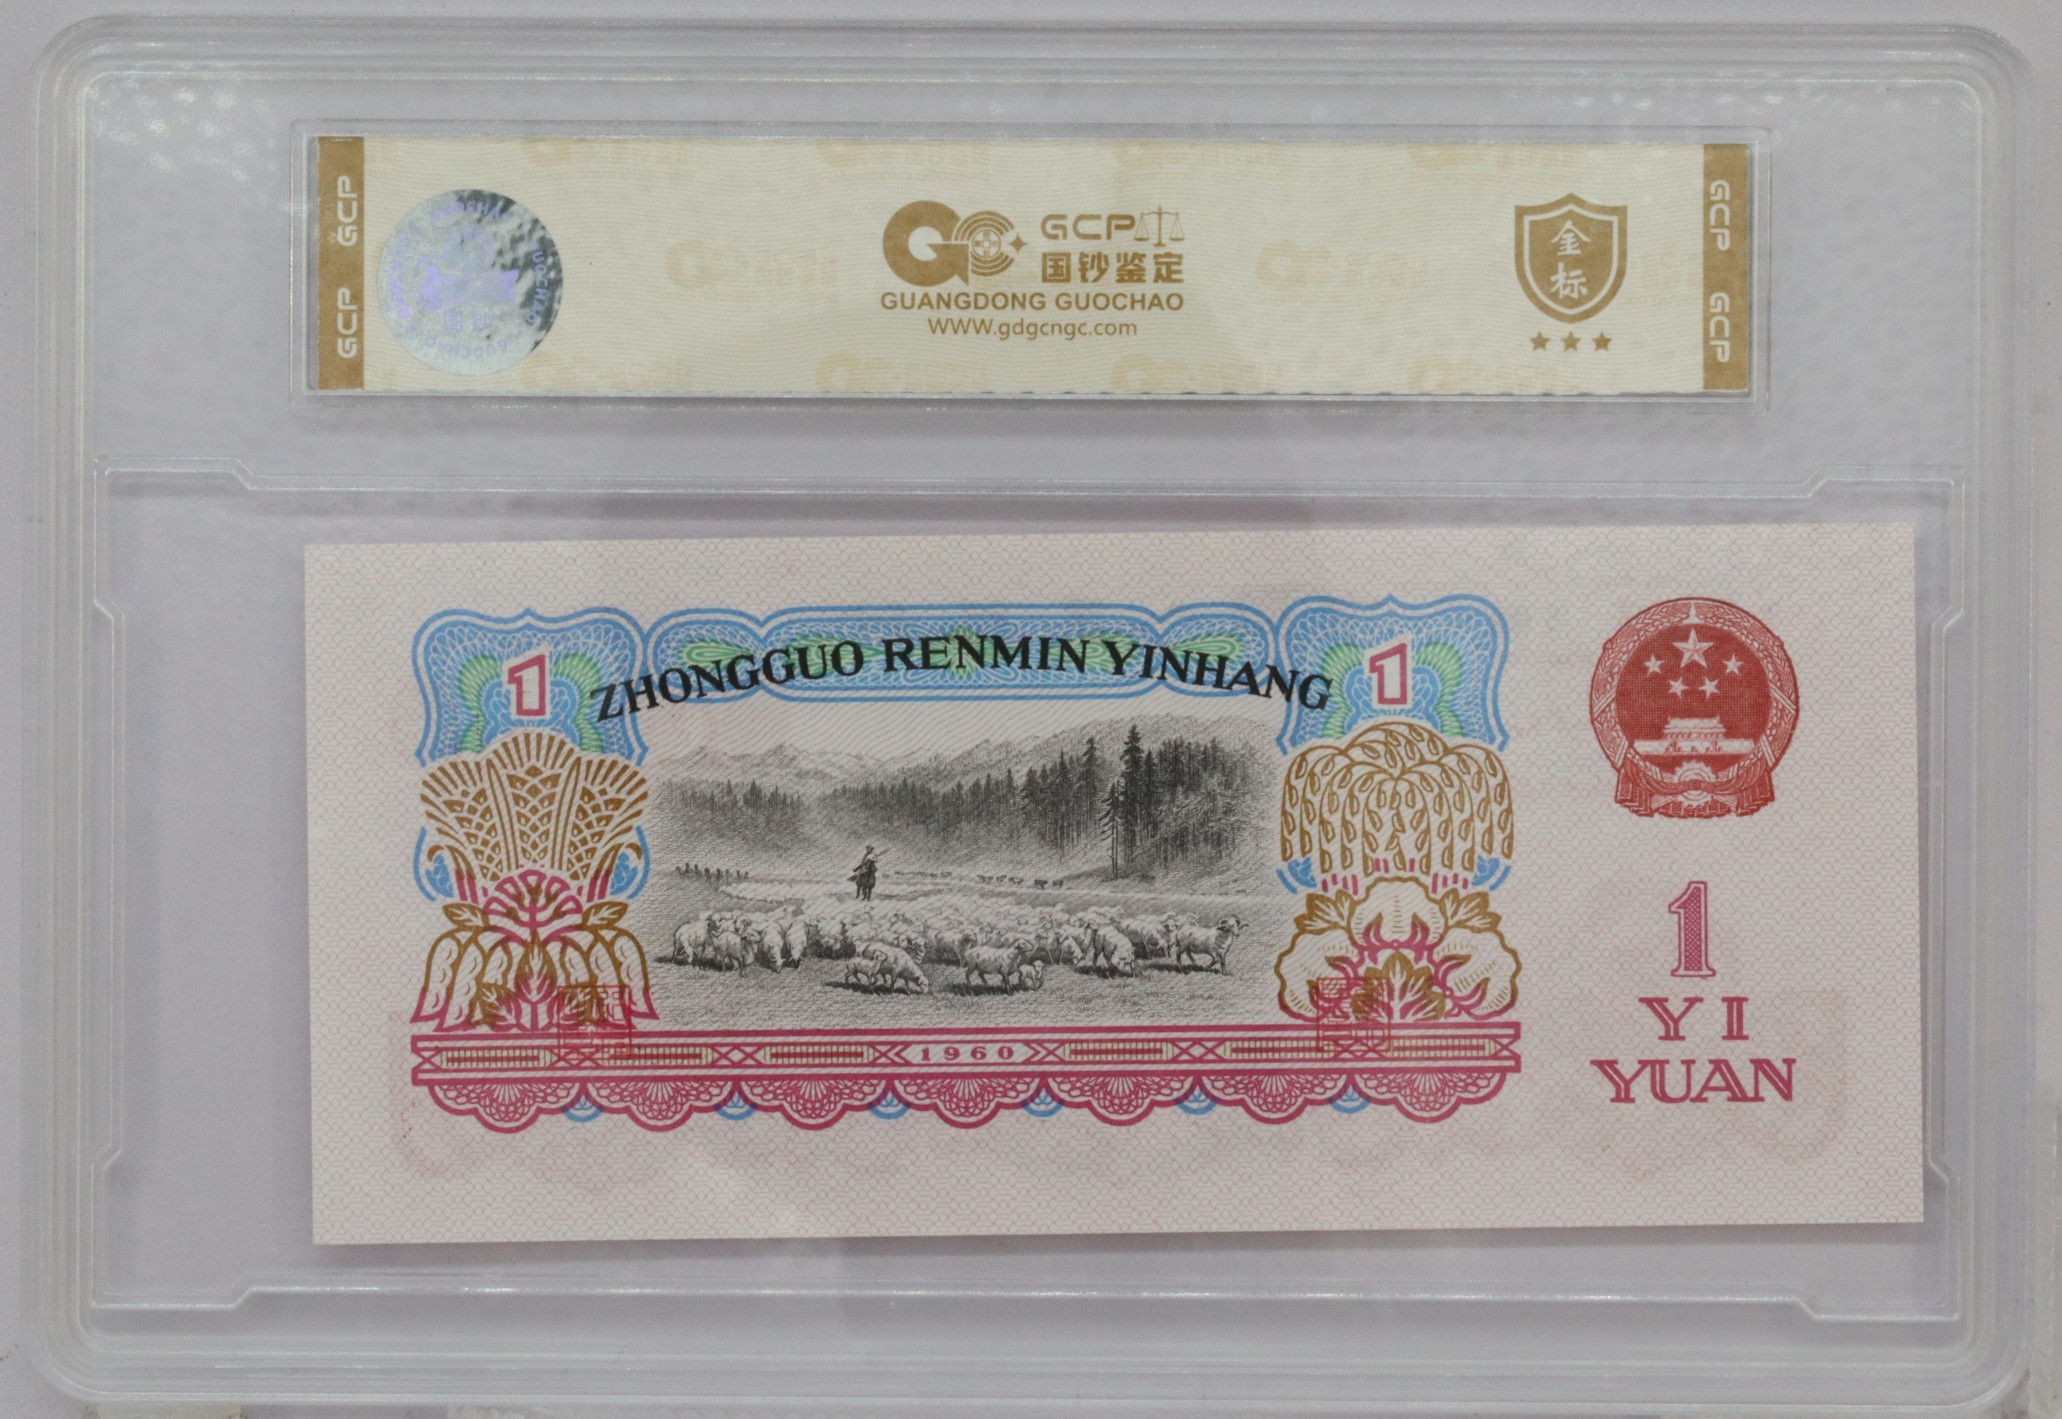 GCP GCP
GCP
国钞鉴定
GUANGDONG GUOCHAO
WWW.gdgcngc.com
金标
GCP GCP
1
ZHONGGUO RENMIN YINHANG
1
1960
1
YI
YUAN